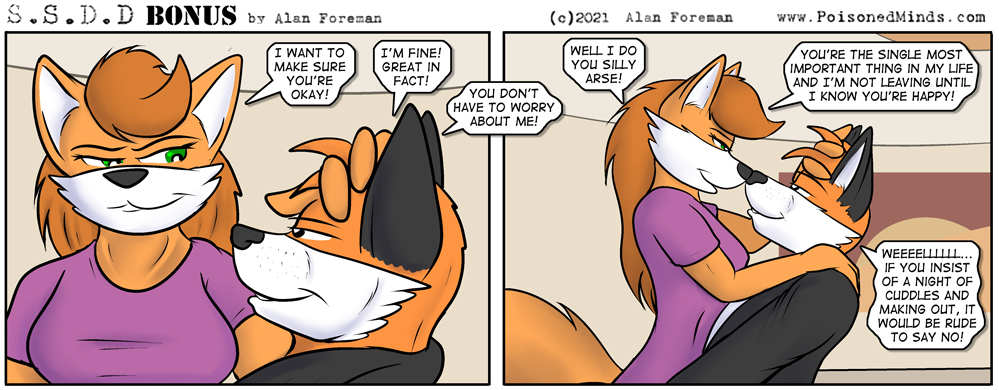 S.S.D.D BONUS by Alan Foreman (c)2021 Alan Foreman www.PoisonedMinds.com
I WANT TO
MAKE SURE
YOU'RE
OKAY!
I'M FINE!
GREAT IN
FACT!
YOU DON'T
HAVE TO WORRY
ABOUT ME!
WELL I DO
YOU SILLY
ARSE!
YOU'RE THE SINGLE MOST
IMPORTANT THING IN MY LIFE
AND I'M NOT LEAVING UNTIL
I KNOW YOU'RE HAPPY!
WEEEELLLLLL...
IF YOU INSIST
OF A NIGHT OF
CUDDLES AND
MAKING OUT, IT
WOULD BE RUDE
TO SAY NO!